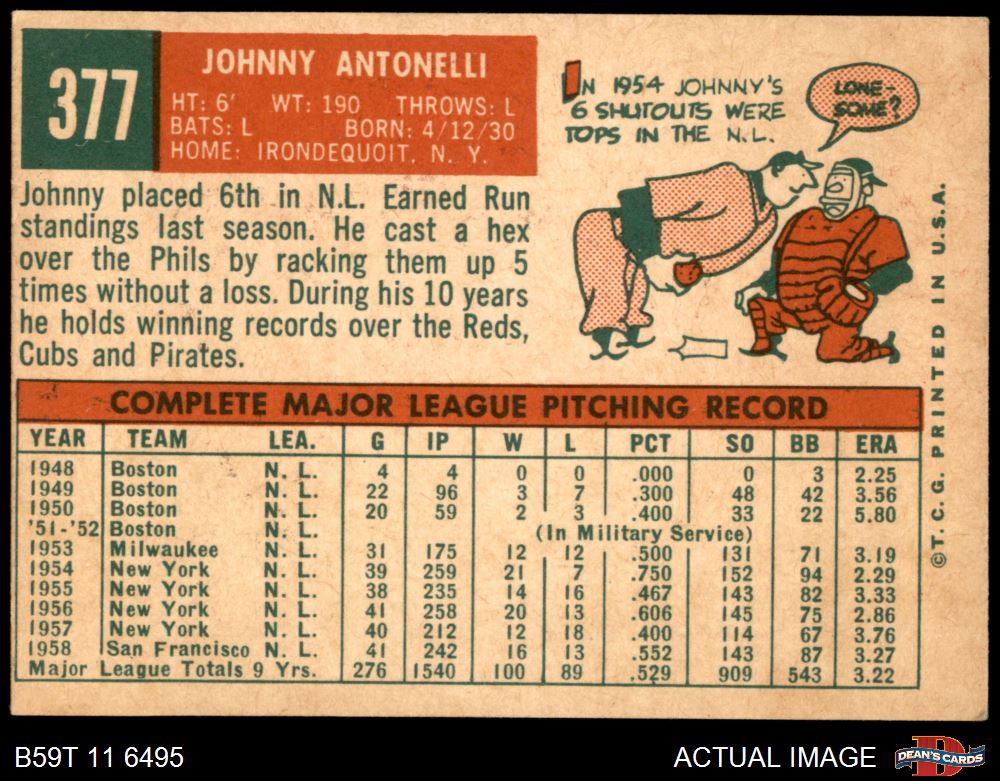 377
JOHNNY ANTONELLI
HT: 6' WT: 190 THROWS: L
BATS: L BORN: 4/12/30
HOME: IRONDEQUOIT, N. Y.
IN 1954 JOHNNY'S
6 SHUTOUTS WERE
TOPS IN THE N.L.
LONE-
SOME?
Johnny placed 6th in N.L. Earned Run
standings last season. He cast a hex
over the Phils by racking them up 5
times without a loss. During his 10 years
he holds winning records over the Reds,
Cubs and Pirates.
COMPLETE MAJOR LEAGUE PITCHING RECORD
YEAR TEAM LEA. G IP W L PCT SO BB ERA
1948 Boston N. L. 4 4 0 0 .000 0 3 2.25
1949 Boston N. L. 22 96 3 7 .300 48 42 3.56
1950 Boston N. L. 20 59 2 3 .400 33 22 5.80
'51-'52 Boston N. L. (In Military Service)
1953 Milwaukee N. L. 31 175 12 12 .500 131 71 3.19
1954 New York N. L. 39 259 21 7 .750 152 94 2.29
1955 New York N. L. 38 235 14 16 .467 143 82 3.33
1956 New York N. L. 41 258 20 13 .606 145 75 2.86
1957 New York N. L. 40 212 12 18 .400 114 67 3.76
1958 San Francisco N. L. 41 242 16 13 .552 143 87 3.27
Major League Totals 9 Yrs. 276 1540 100 89 .529 909 543 3.22
©T. C. G. PRINTED IN U.S.A.
B59T 11 6495
ACTUAL IMAGE
D
DEAN'S CARDS